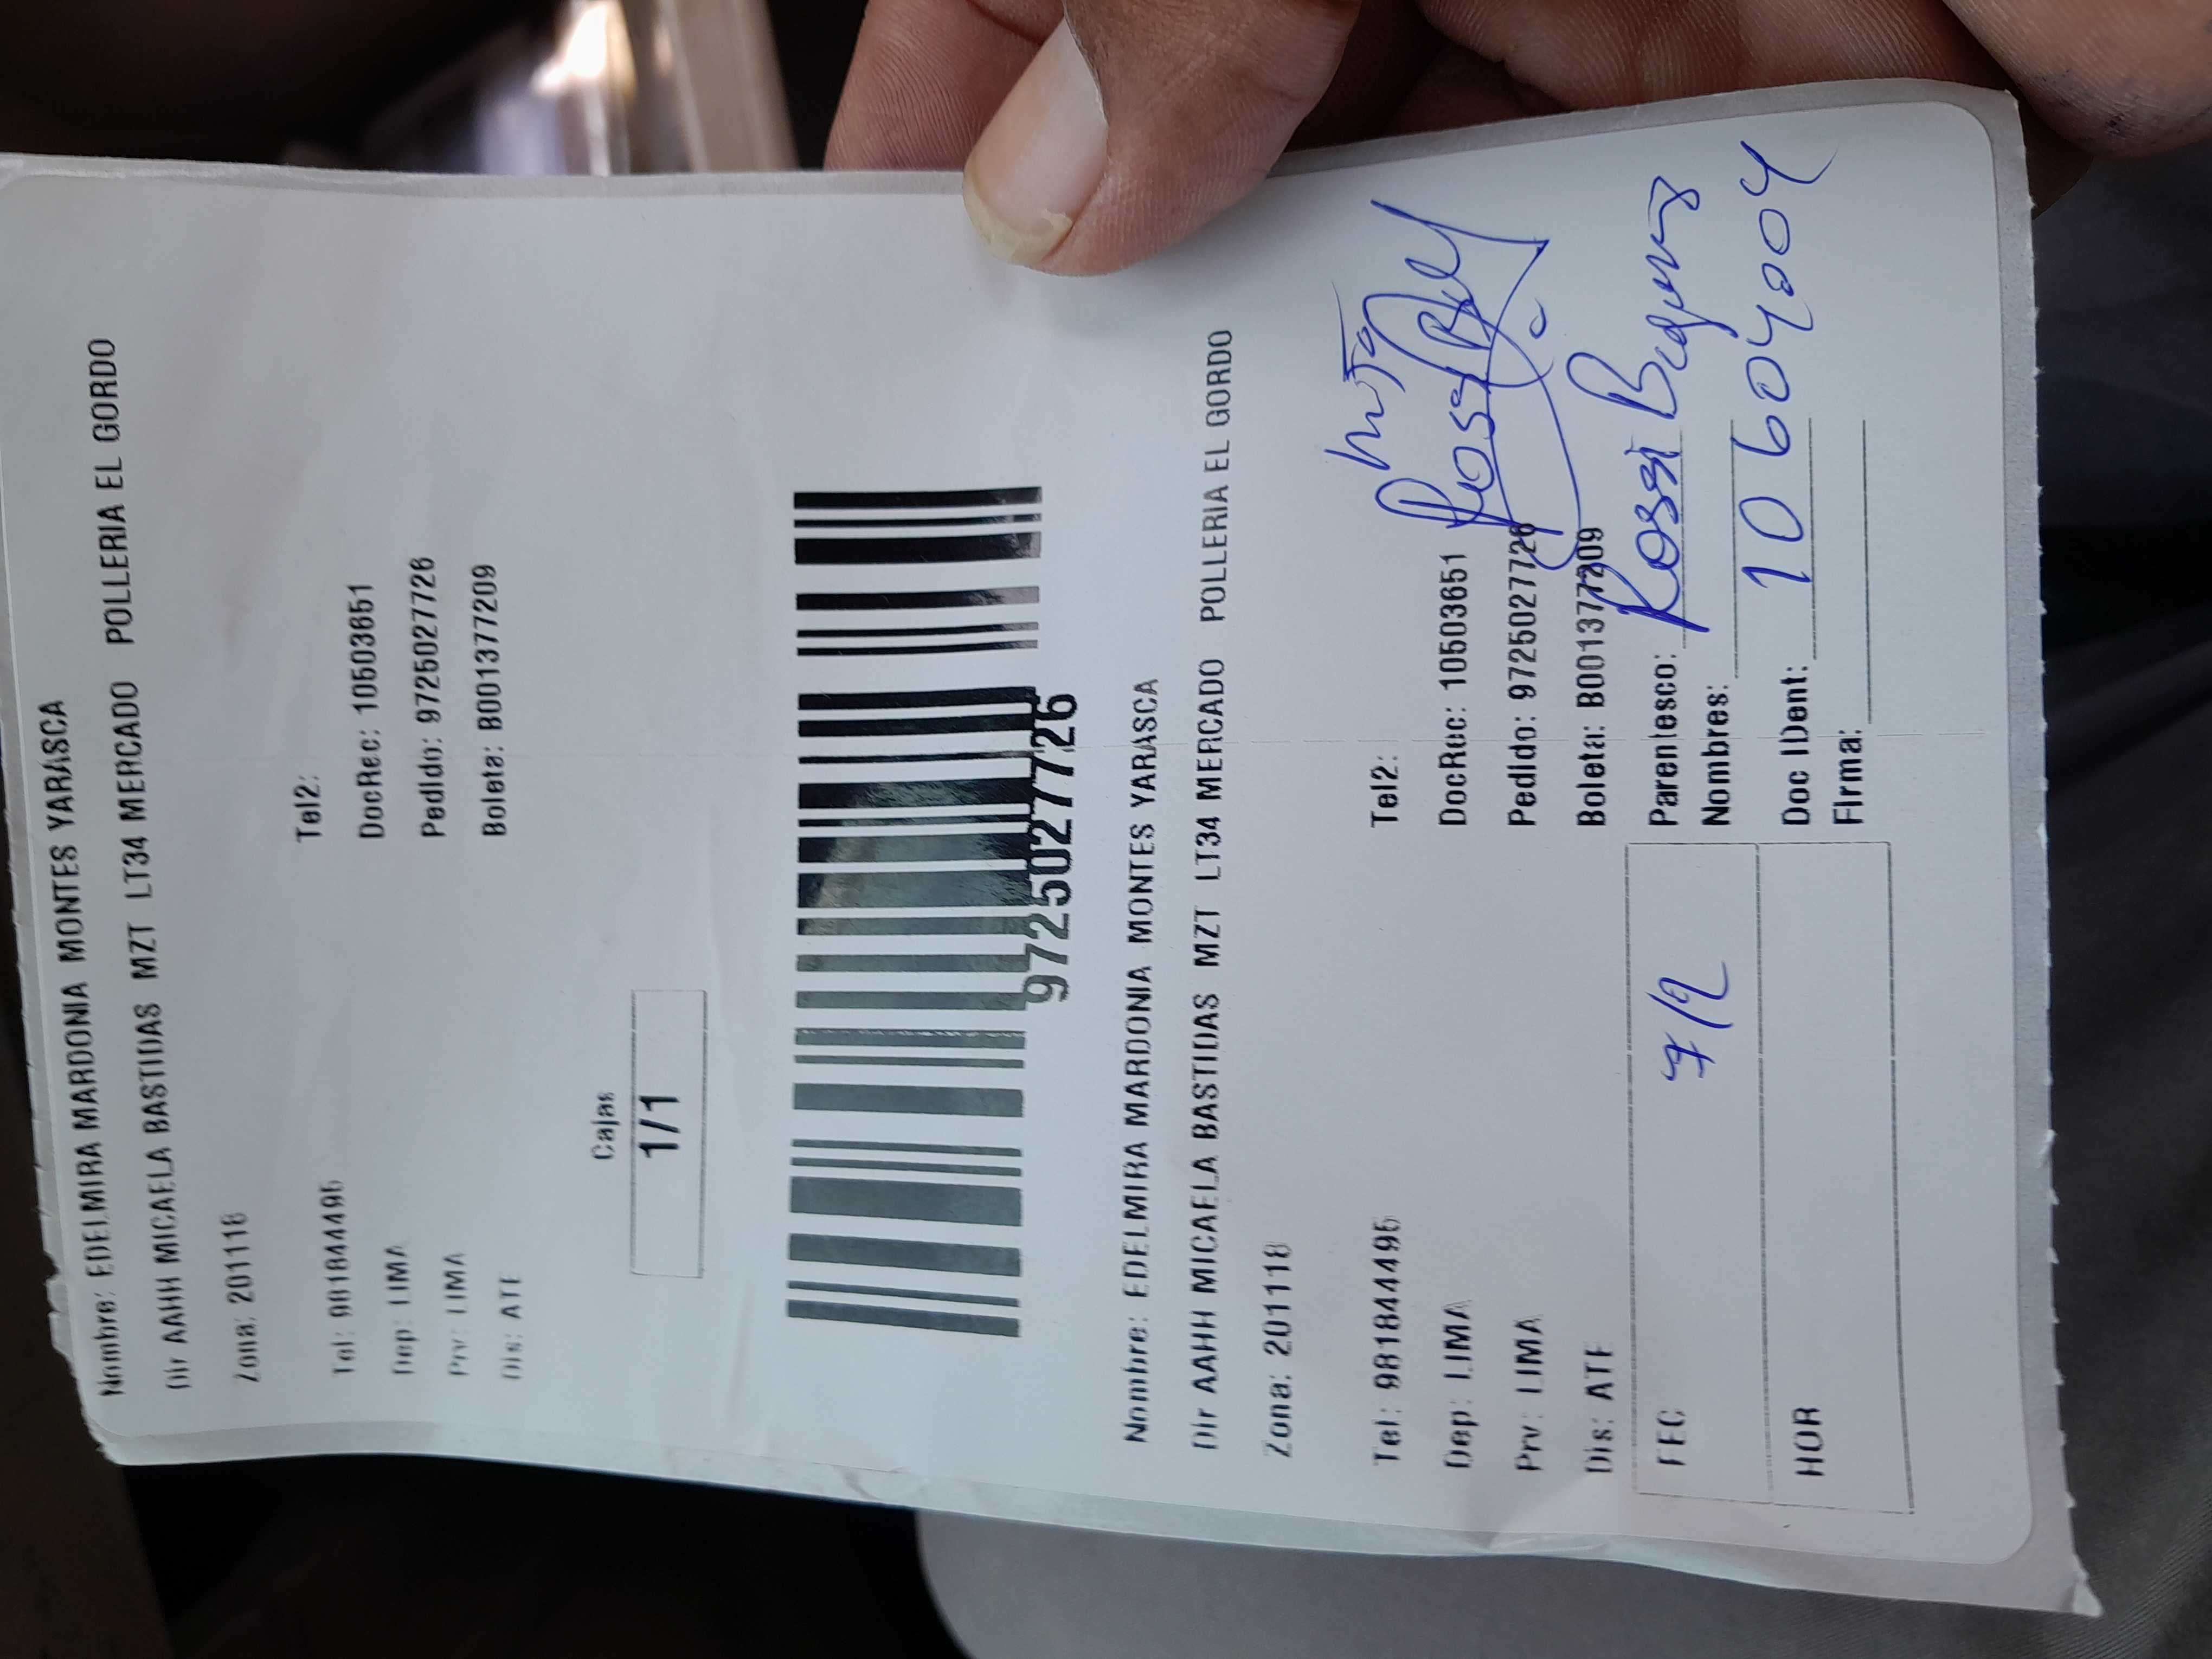 Nombre: EDELMIRA MARDONIA MONTES YARASCA
Dir AAHH MICAELA BASTIDAS MZT LT34 MERCADO POLLERIA EL GORDO
Zona: 201118
Tel: 981844495 Tel2:
Dep: LIMA DocRec: 10503651
Prv: LIMA Pedido: 9725027726
Dis: ATE Boleta: B001377209
Cajas
1/1
9725027726
Nombre: EDELMIRA MARDONIA MONTES YARASCA
Dir AAHH MICAELA BASTIDAS MZT LT34 MERCADO POLLERIA EL GORDO
Zona: 201118
Tel: 981844495 Tel2:
Dep: LIMA DocRec: 10503651
Prv: LIMA Pedido: 9725027726
Dis: ATE Boleta: B001377209
FEC 7/2 Parentesco: Rossi
Nombres:
Doc IDent: 10604004
HOR Firma: